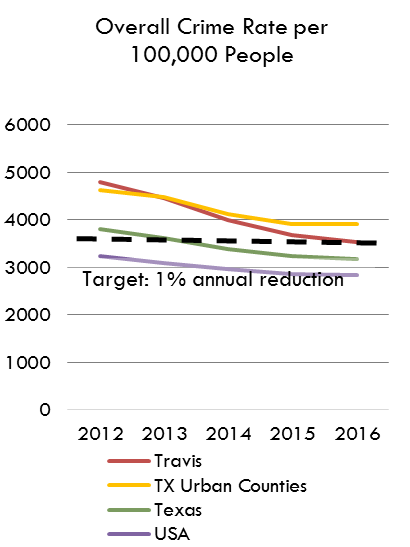 Overall Crime Rate per
100,000 People
6000
5000
4000
3000
Target: 1% annual reduction
2000
1000
0
2012 2013 2014 2015 2016
Travis
TX Urban Counties
Texas
USA